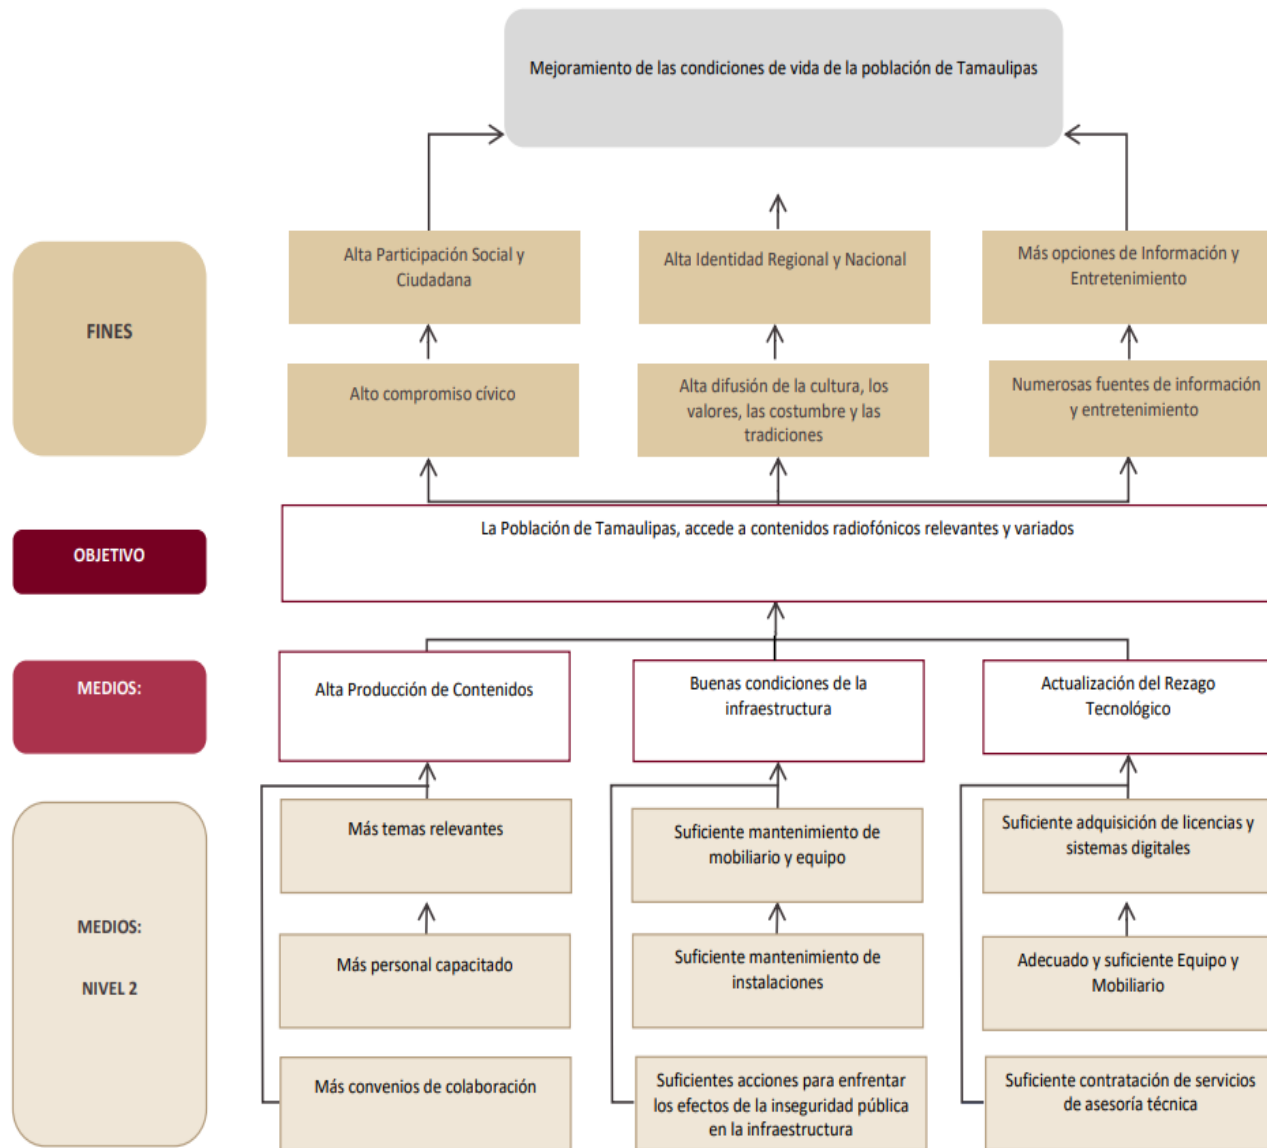 Mejoramiento de las condiciones de vida de la población de Tamaulipas
FINES
Alta Participación Social y
Ciudadana
Alta Identidad Regional y Nacional
Más opciones de Información y
Entretenimiento
Alto compromiso cívico
Alta difusión de la cultura, los
valores, las costumbre y las
tradiciones
Numerosas fuentes de información
y entretenimiento
OBJETIVO
La Población de Tamaulipas, accede a contenidos radiofónicos relevantes y variados
MEDIOS:
Alta Producción de Contenidos
Buenas condiciones de la
infraestructura
Actualización del Rezago
Tecnológico
MEDIOS:
NIVEL 2
Más temas relevantes
Suficiente mantenimiento de
mobiliario y equipo
Suficiente adquisición de licencias y
sistemas digitales
Más personal capacitado
Suficiente mantenimiento de
instalaciones
Adecuado y suficiente Equipo y
Mobiliario
Más convenios de colaboración
Suficientes acciones para enfrentar
los efectos de la inseguridad pública
en la infraestructura
Suficiente contratación de servicios
de asesoría técnica